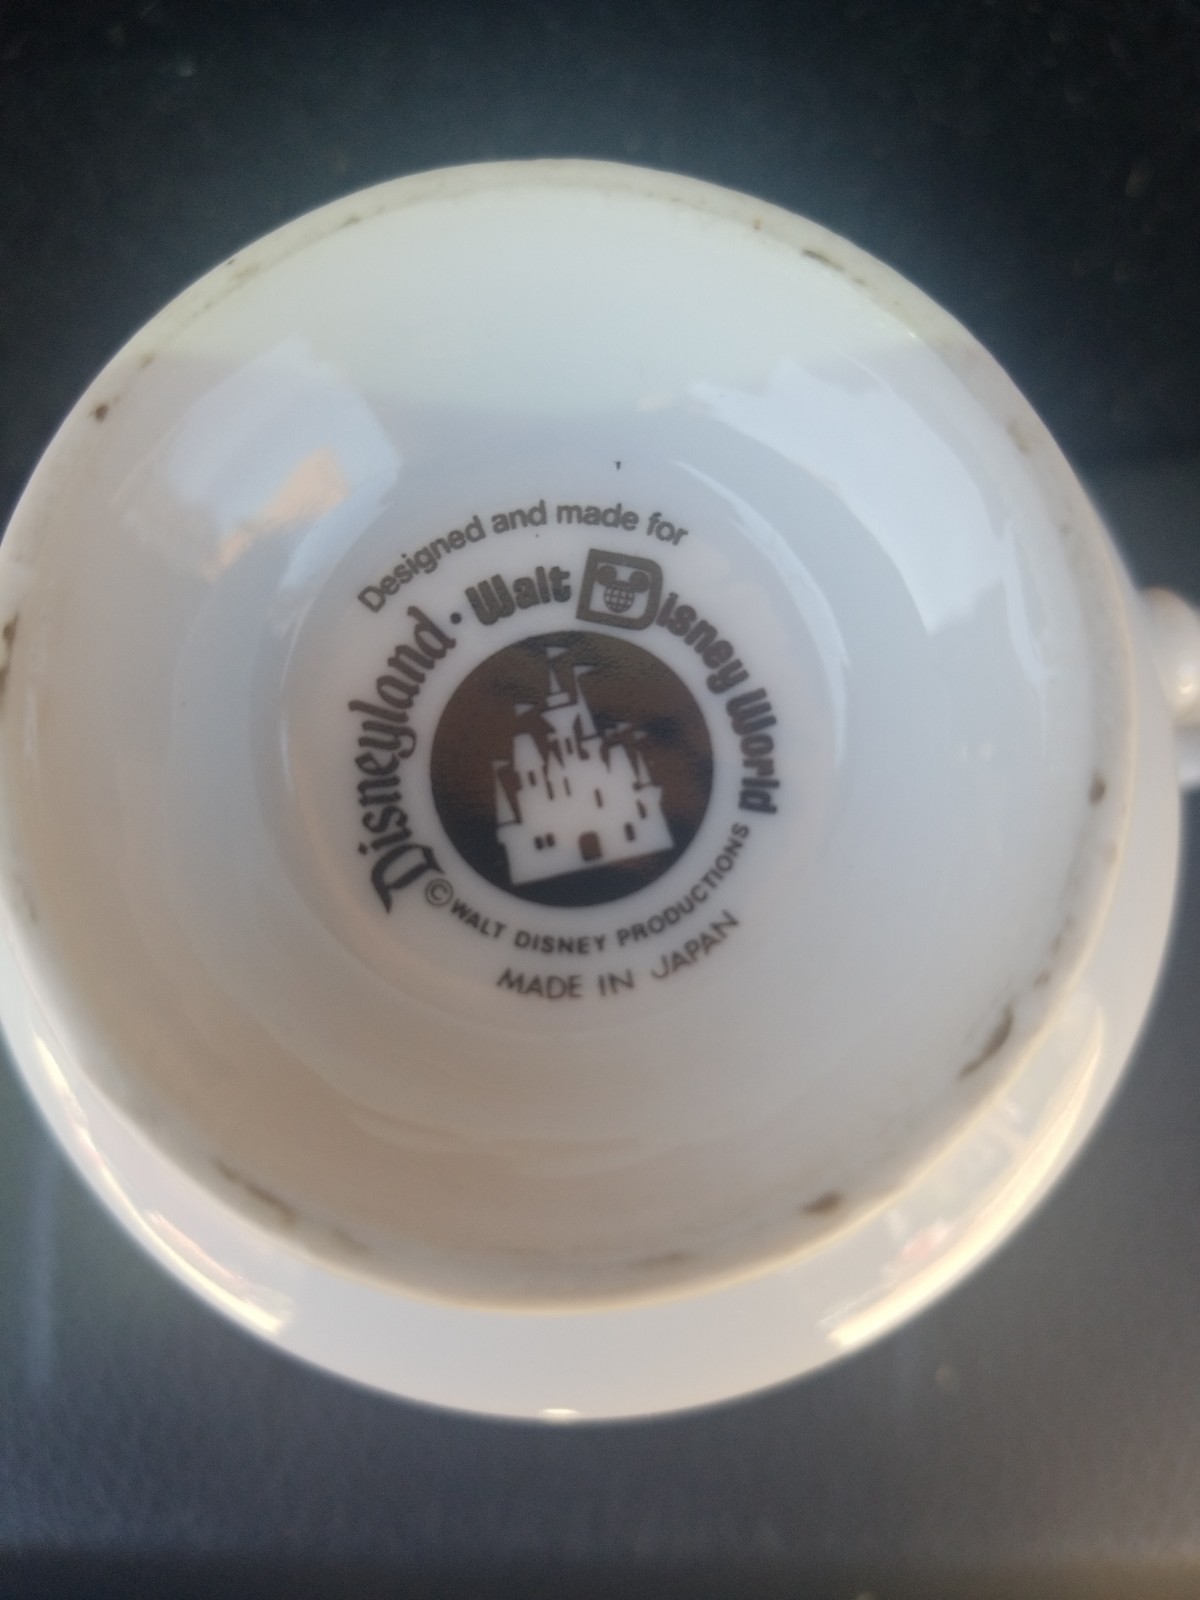 Designed and made for
Disneyland · Walt Disney World
© WALT DISNEY PRODUCTIONS
MADE IN JAPAN